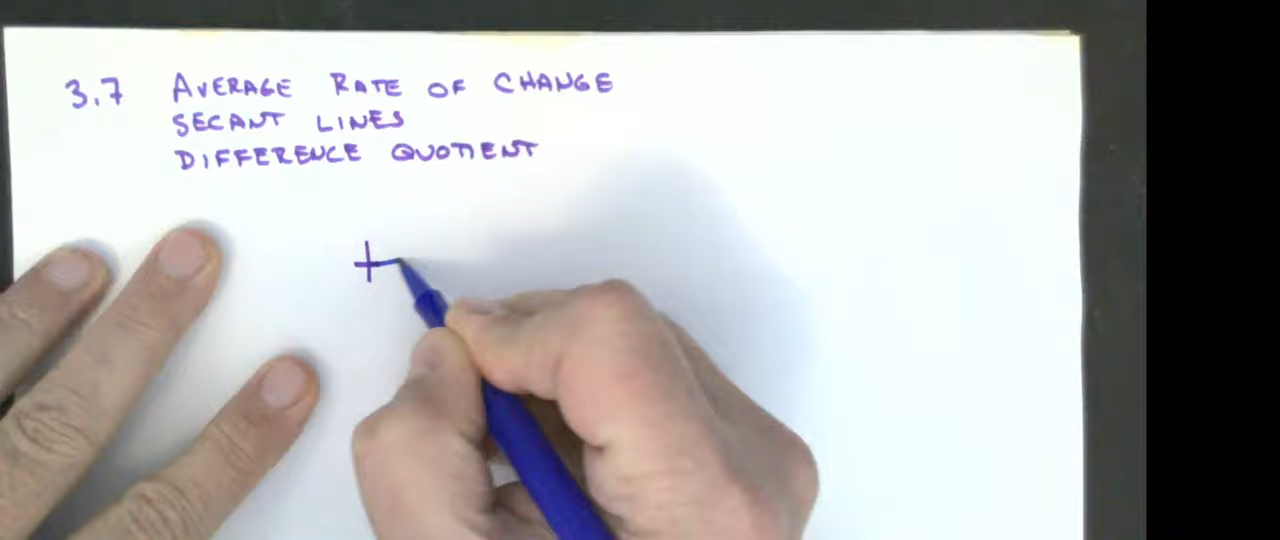 3.7 AVERAGE RATE OF CHANGE
SECANT LINES
DIFFERENCE QUOTIENT